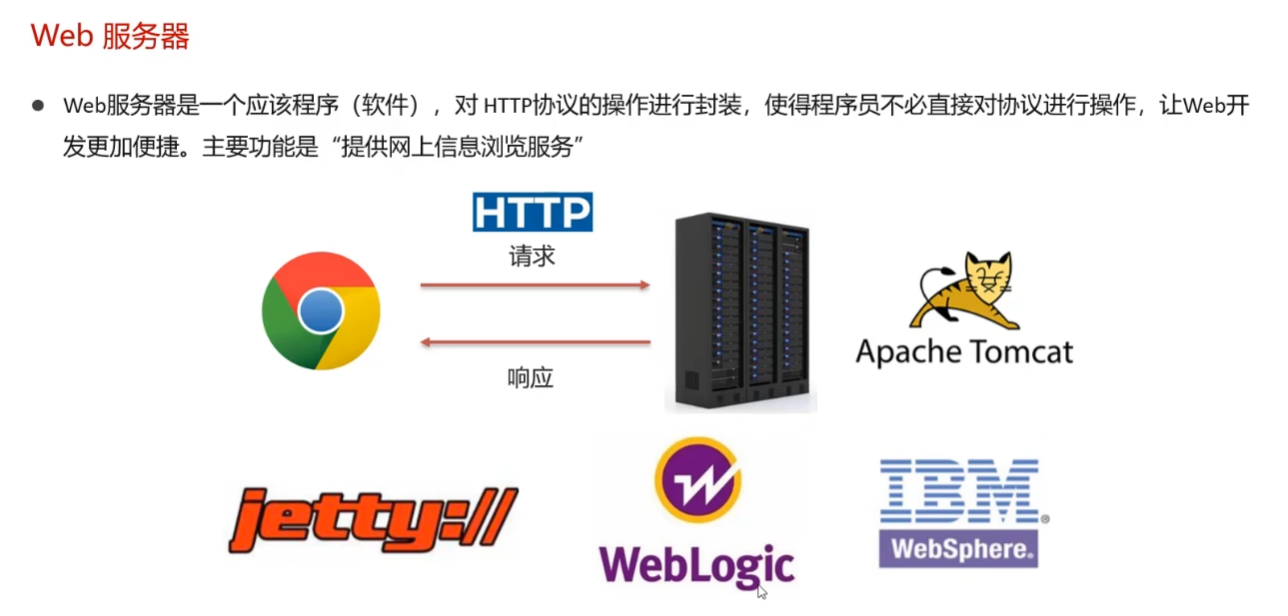 Web 服务器
● Web服务器是一个应该程序（软件），对 HTTP协议的操作进行封装，使得程序员不必直接对协议进行操作，让Web开
发更加便捷。主要功能是“提供网上信息浏览服务”
HTTP
请求
响应
Apache Tomcat
jetty://
W
WebLogic
IBM®
WebSphere®